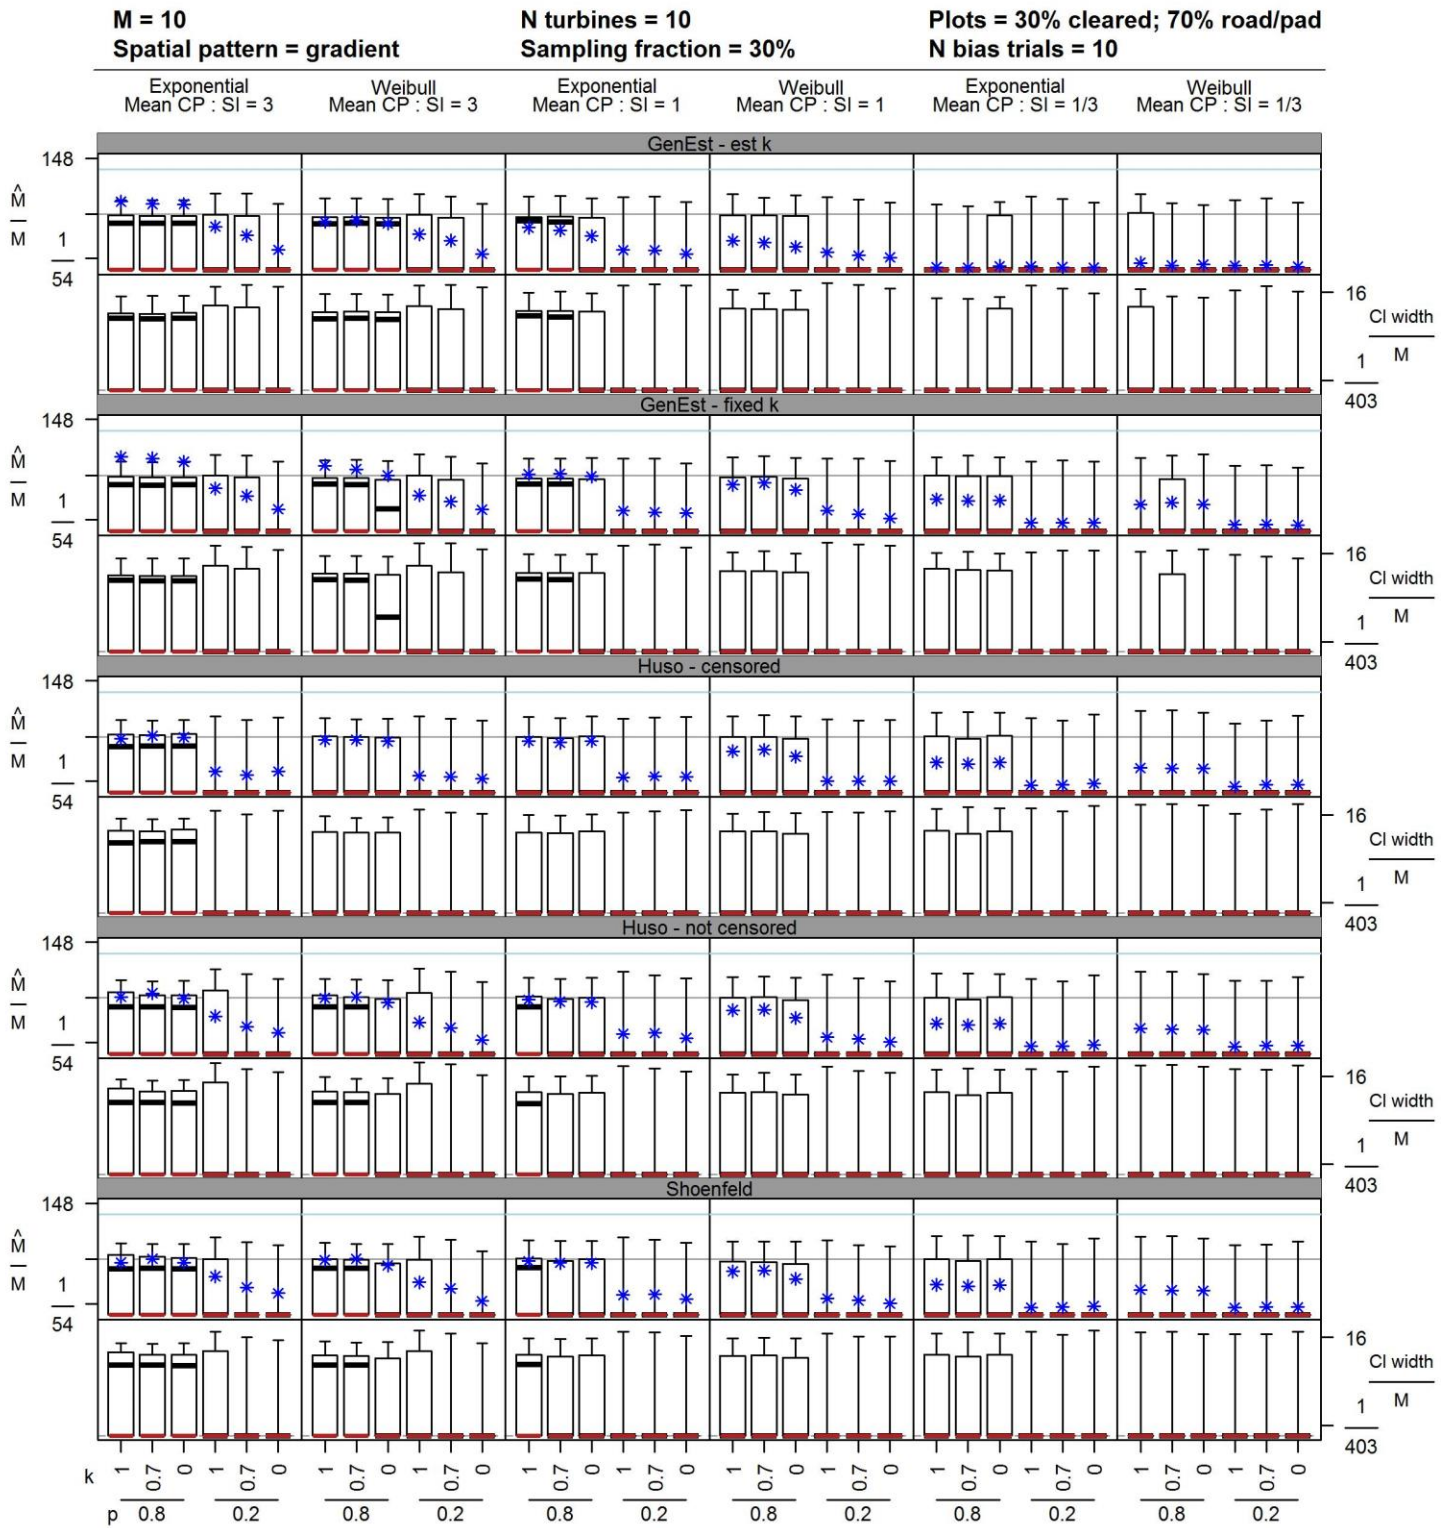 M = 10 N turbines = 10 Plots = 30% cleared; 70% road/pad
Spatial pattern = gradient Sampling fraction = 30% N bias trials = 10
Exponential Weibull Exponential Weibull Exponential Weibull
Mean CP : SI = 3 Mean CP : SI = 3 Mean CP : SI = 1 Mean CP : SI = 1 Mean CP : SI = 1/3 Mean CP : SI = 1/3
GenEst - est k
148
M̂
M
1
54
16
CI width
M
1
403
GenEst - fixed k
148
M̂
M
1
54
16
CI width
M
1
403
Huso - censored
148
M̂
M
1
54
16
CI width
M
1
403
Huso - not censored
148
M̂
M
1
54
16
CI width
M
1
403
Shoenfeld
148
M̂
M
1
54
16
CI width
M
1
403
k 1 0.7 0 1 0.7 0 1 0.7 0 1 0.7 0 1 0.7 0 1 0.7 0 1 0.7 0 1 0.7 0 1 0.7 0 1 0.7 0 1 0.7 0 1 0.7 0
p 0.8 0.2 0.8 0.2 0.8 0.2 0.8 0.2 0.8 0.2 0.8 0.2